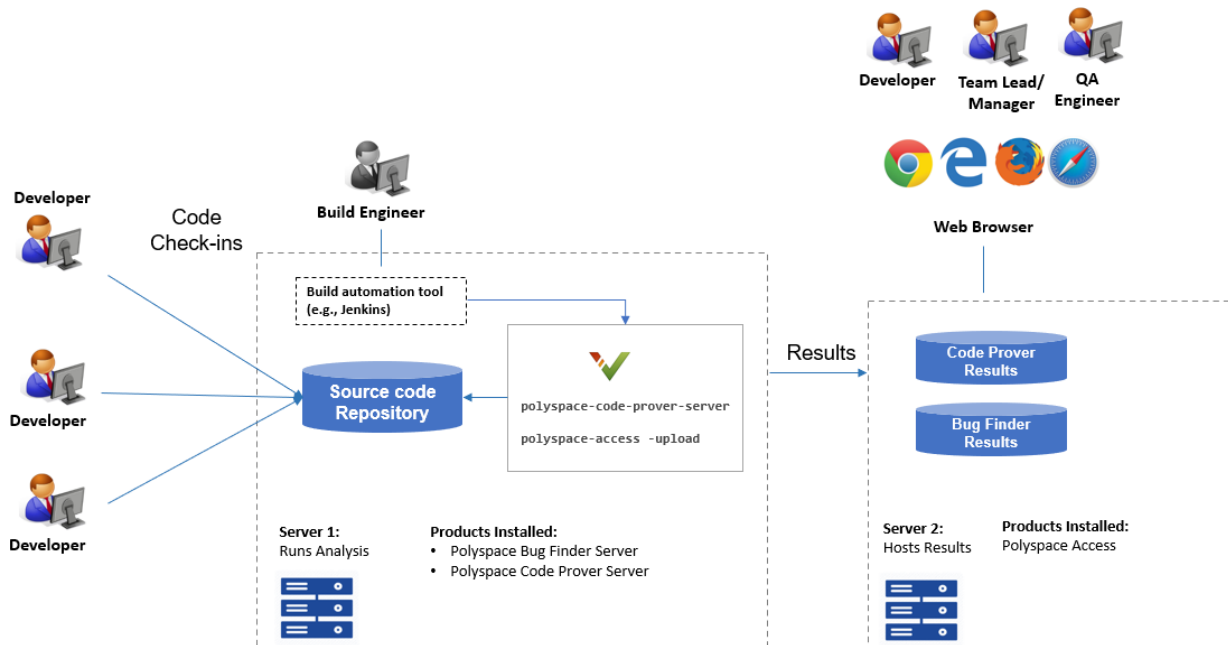 Developer
Team Lead/
Manager
QA
Engineer
Web Browser
Developer
Code
Check-ins
Build Engineer
Developer
Developer
Build automation tool
(e.g., Jenkins)
Source code
Repository
polyspace-code-prover-server
polyspace-access -upload
Results
Code Prover
Results
Bug Finder
Results
Server 1:
Runs Analysis
Products Installed:
• Polyspace Bug Finder Server
• Polyspace Code Prover Server
Server 2:
Hosts Results
Products Installed:
Polyspace Access